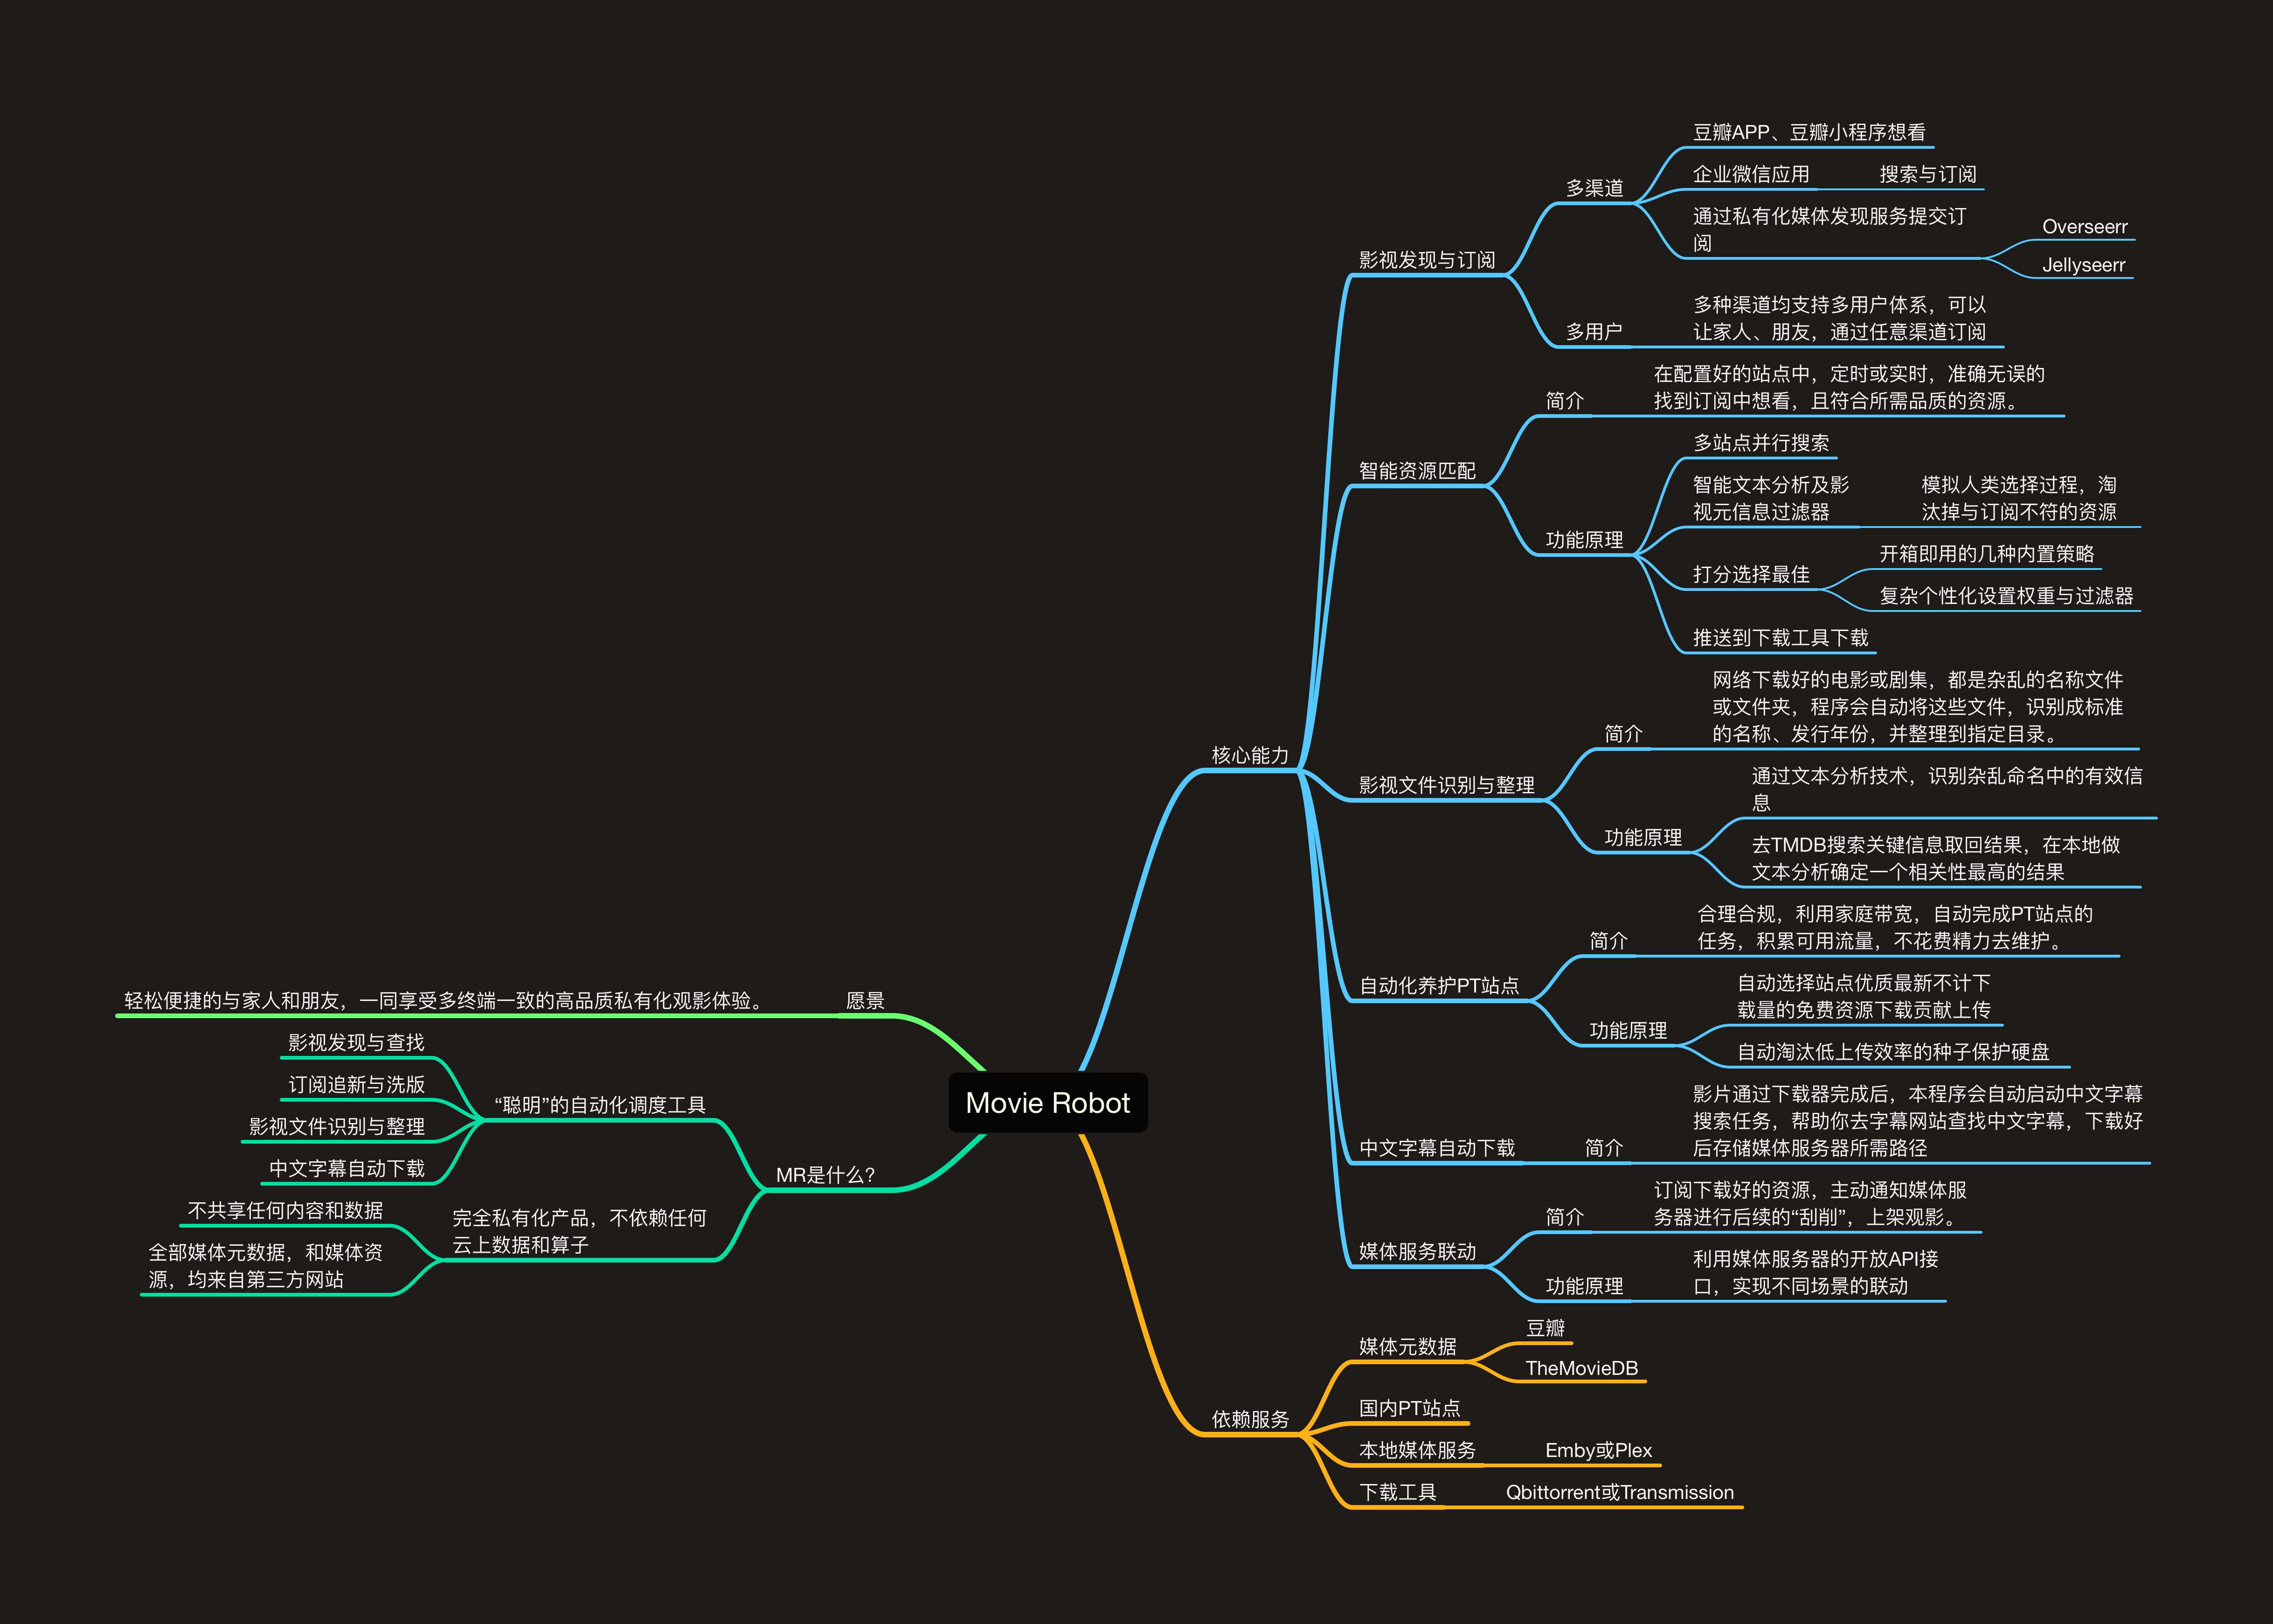 Movie Robot
愿景
轻松便捷的与家人和朋友，一同享受多终端一致的高品质私有化观影体验。
MR是什么？
“聪明”的自动化调度工具
影视发现与查找
订阅追新与洗版
影视文件识别与整理
中文字幕自动下载
完全私有化产品，不依赖任何
云上数据和算子
不共享任何内容和数据
全部媒体元数据，和媒体资
源，均来自第三方网站
核心能力
影视发现与订阅
多渠道
豆瓣APP、豆瓣小程序想看
企业微信应用
搜索与订阅
通过私有化媒体发现服务提交订
阅
Overseerr
Jellyseerr
多用户
多种渠道均支持多用户体系，可以
让家人、朋友，通过任意渠道订阅
智能资源匹配
简介
在配置好的站点中，定时或实时，准确无误的
找到订阅中想看，且符合所需品质的资源。
功能原理
多站点并行搜索
智能文本分析及影
视元信息过滤器
模拟人类选择过程，淘
汰掉与订阅不符的资源
打分选择最佳
开箱即用的几种内置策略
复杂个性化设置权重与过滤器
推送到下载工具下载
影视文件识别与整理
简介
网络下载好的电影或剧集，都是杂乱的名称文件
或文件夹，程序会自动将这些文件，识别成标准
的名称、发行年份，并整理到指定目录。
功能原理
通过文本分析技术，识别杂乱命名中的有效信
息
去TMDB搜索关键信息取回结果，在本地做
文本分析确定一个相关性最高的结果
自动化养护PT站点
简介
合理合规，利用家庭带宽，自动完成PT站点的
任务，积累可用流量，不花费精力去维护。
功能原理
自动选择站点优质最新不计下
载量的免费资源下载贡献上传
自动淘汰低上传效率的种子保护硬盘
中文字幕自动下载
简介
影片通过下载器完成后，本程序会自动启动中文字幕
搜索任务，帮助你去字幕网站查找中文字幕，下载好
后存储媒体服务器所需路径
媒体服务联动
简介
订阅下载好的资源，主动通知媒体服
务器进行后续的“刮削”，上架观影。
功能原理
利用媒体服务器的开放API接
口，实现不同场景的联动
依赖服务
媒体元数据
豆瓣
TheMovieDB
国内PT站点
本地媒体服务
Emby或Plex
下载工具
Qbittorrent或Transmission